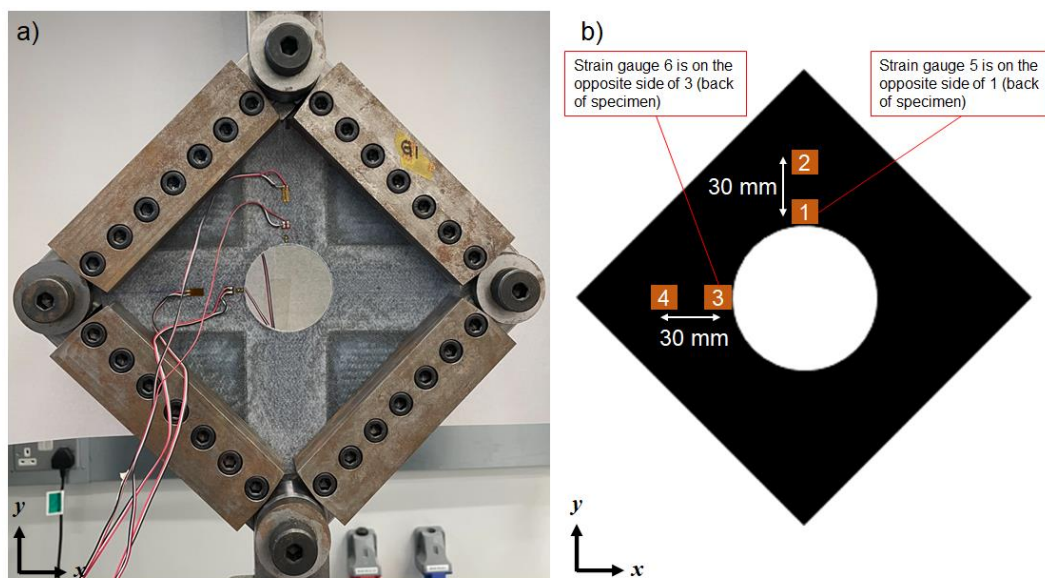 a)
G1
y
x
b)
Strain gauge 6 is on the
opposite side of 3 (back
of specimen)
Strain gauge 5 is on the
opposite side of 1 (back
of specimen)
2
30 mm
1
4
3
30 mm
y
x